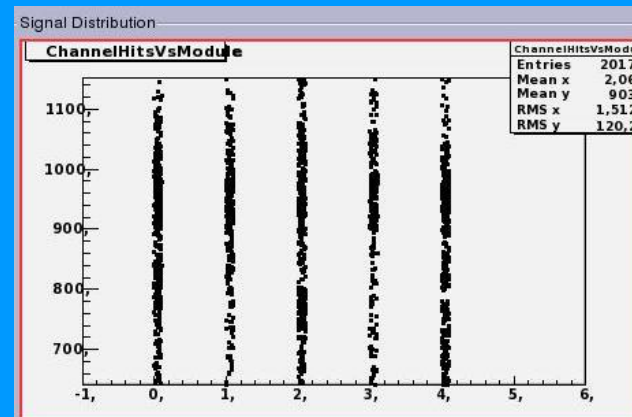 Signal Distribution
ChannelHitsVsModule
ChannelHitsVsModu
Entries 2017
Mean x 2,06
Mean y 903
RMS x 1,512
RMS y 120,
1100,
1000,
900,
800,
700,
-1, 0, 1, 2, 3, 4, 5, 6,